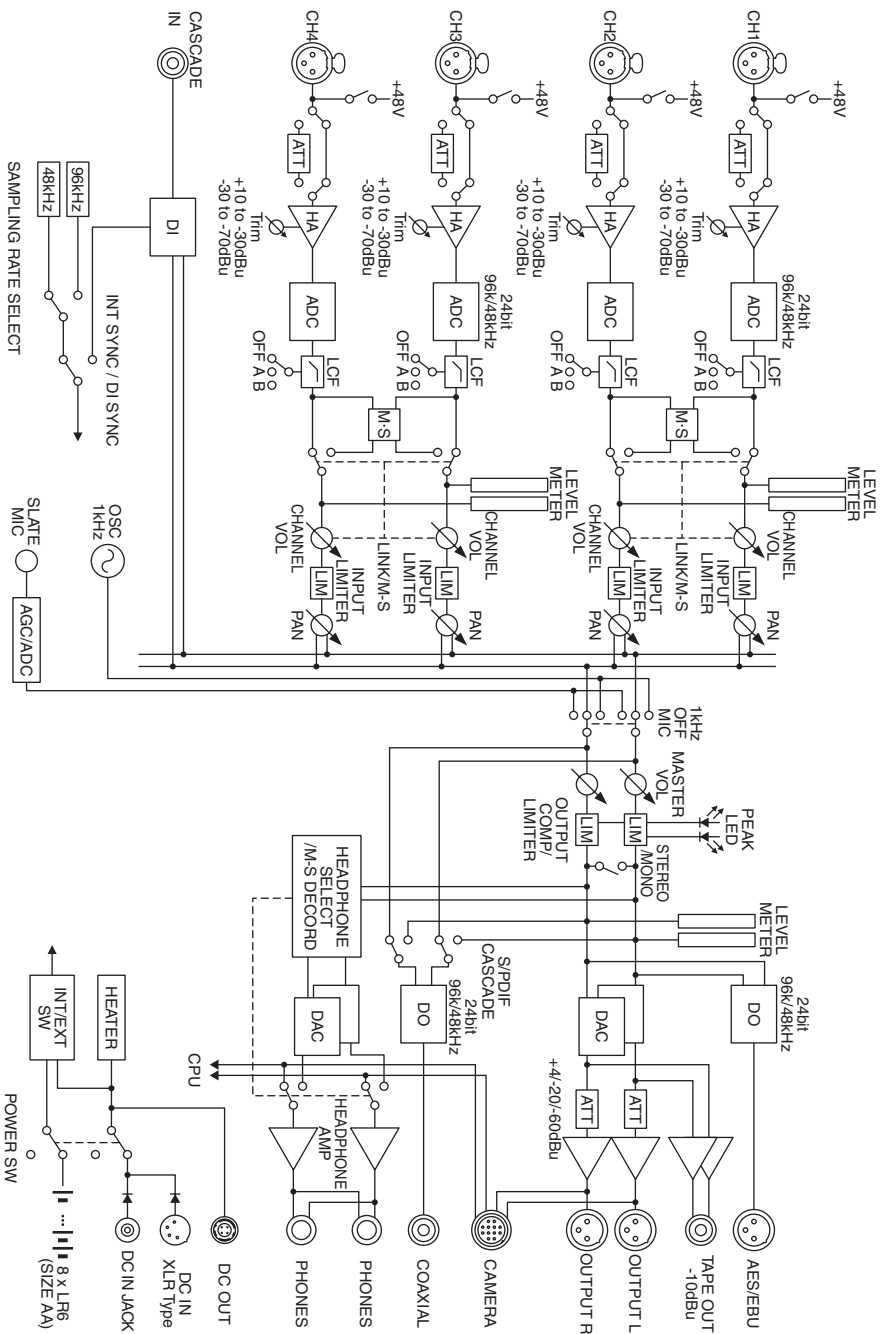 CH1
+48V
ATT
HA
Trim
+10 to -30dBu
-30 to -70dBu
24bit
96k/48kHz
ADC
LCF
OFF A B
M·S
LEVEL
METER
CHANNEL
VOL
LIM
INPUT
LIMITER
PAN
LINK/M-S
CH2
+48V
ATT
HA
Trim
+10 to -30dBu
-30 to -70dBu
ADC
LCF
OFF A B
CHANNEL
VOL
LIM
INPUT
LIMITER
PAN
CH3
+48V
ATT
HA
Trim
+10 to -30dBu
-30 to -70dBu
24bit
96k/48kHz
ADC
LCF
OFF A B
M·S
LEVEL
METER
CHANNEL
VOL
LIM
INPUT
LIMITER
PAN
LINK/M-S
CH4
+48V
ATT
HA
Trim
+10 to -30dBu
-30 to -70dBu
ADC
LCF
OFF A B
CHANNEL
VOL
LIM
INPUT
LIMITER
PAN
CASCADE
IN
DI
INT SYNC / DI SYNC
96kHz
48kHz
SAMPLING RATE SELECT
OSC
1kHz
SLATE
MIC
AGC/ADC
1kHz
OFF
MIC
MASTER
VOL
PEAK
LED
LIM
LIM
OUTPUT
COMP/
LIMITER
STEREO
/MONO
LEVEL
METER
24bit
96k/48kHz
DO
AES/EBU
TAPE OUT
-10dBu
DAC
ATT
ATT
+4/-20/-60dBu
OUTPUT L
OUTPUT R
CAMERA
S/PDIF
CASCADE
24bit
96k/48kHz
DO
COAXIAL
HEADPHONE
SELECT
/M-S DECORD
DAC
CPU
HEADPHONE
AMP
PHONES
PHONES
HEATER
INT/EXT
SW
POWER SW
DC OUT
DC IN
XLR Type
DC IN JACK
8 x LR6
(SIZE AA)